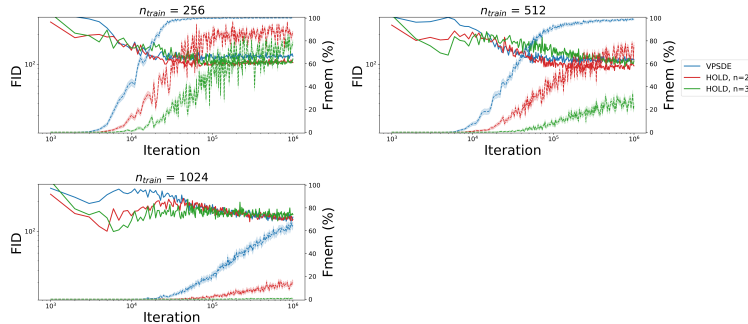 n_train = 256
FID
10²
100
80
60
40
20
0
Fmem (%)
10³ 10⁴ 10⁵ 10⁶
Iteration
n_train = 512
FID
10²
100
80
60
40
20
0
Fmem (%)
10³ 10⁴ 10⁵ 10⁶
Iteration
VPSDE
HOLD, n=2
HOLD, n=3
n_train = 1024
FID
10²
100
80
60
40
20
0
Fmem (%)
10³ 10⁴ 10⁵ 10⁶
Iteration